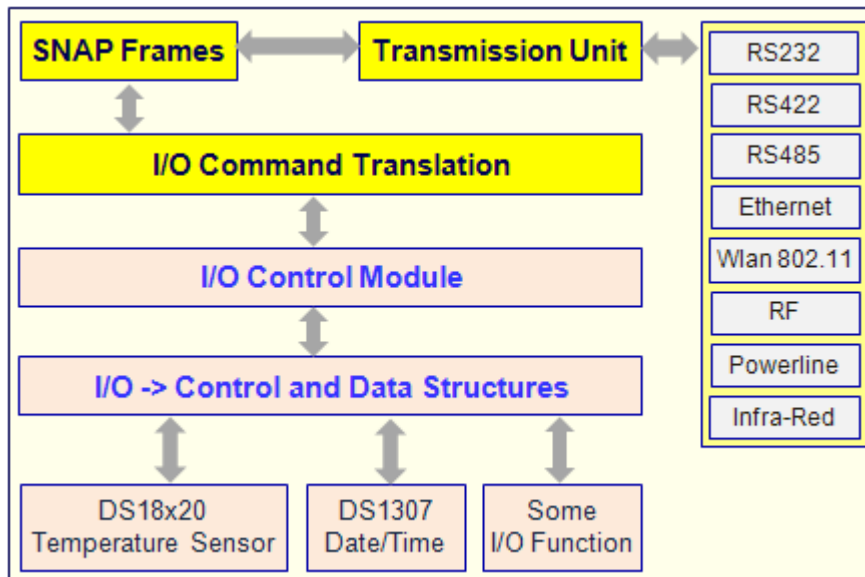 SNAP Frames
Transmission Unit
RS232
RS422
RS485
Ethernet
Wlan 802.11
RF
Powerline
Infra-Red
I/O Command Translation
I/O Control Module
I/O -> Control and Data Structures
DS18x20
Temperature Sensor
DS1307
Date/Time
Some
I/O Function